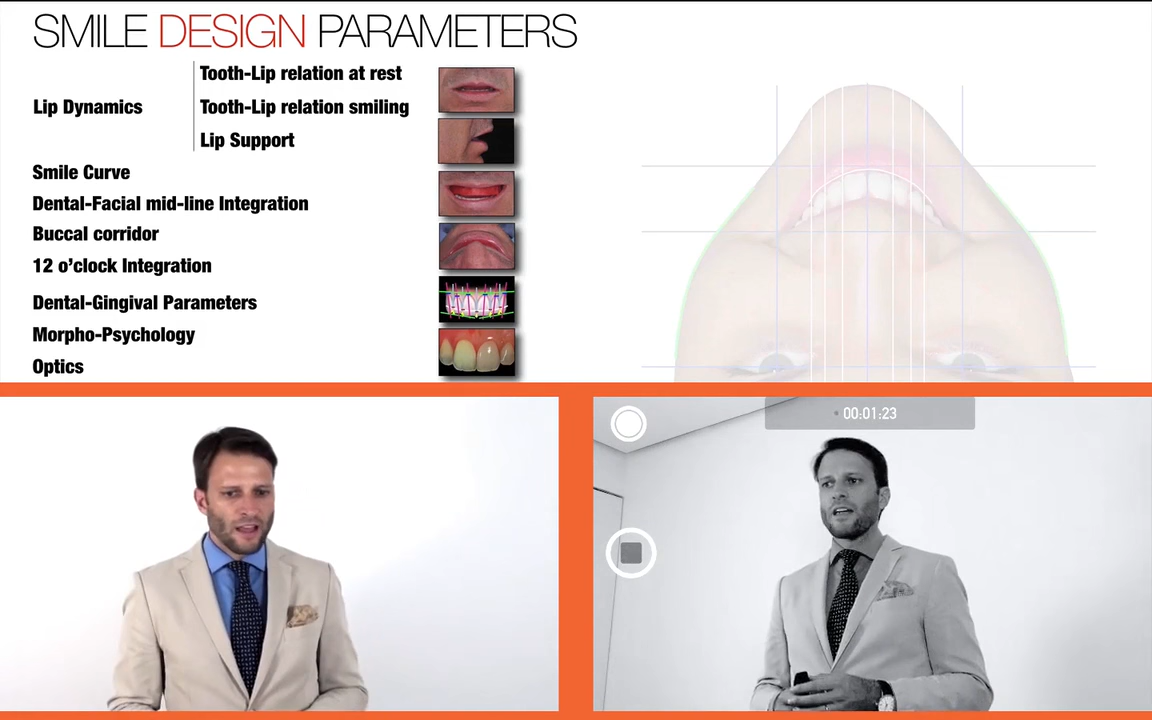 SMILE DESIGN PARAMETERS
Tooth-Lip relation at rest
Lip Dynamics
Tooth-Lip relation smiling
Lip Support
Smile Curve
Dental-Facial mid-line Integration
Buccal corridor
12 o’clock Integration
Dental-Gingival Parameters
Morpho-Psychology
Optics
00:01:23